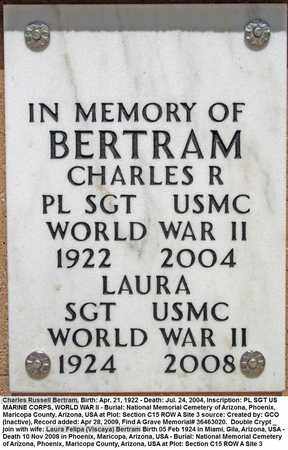 IN MEMORY OF
BERTRAM
CHARLES R
PL SGT USMC
WORLD WAR II
1922 2004
LAURA
SGT USMC
WORLD WAR II
1924 2008
Charles Russell Bertram, Birth: Apr. 21, 1922 - Death: Jul. 24, 2004, Inscription: PL SGT US
MARINE CORPS, WORLD WAR II - Burial: National Memorial Cemetery of Arizona, Phoenix,
Maricopa County, Arizona, USA at Plot: Section C15 ROW A Site 3 source: Created by: GCO
(Inactive), Record added: Apr 28, 2009, Find A Grave Memorial# 36463020. Double Crypt _
join with wife: Laura Felipa (Viscaya) Bertram Birth 05 Feb 1924 in Miami, Gila, Arizona, USA -
Death 10 Nov 2008 in Phoenix, Maricopa, Arizona, USA - Burial: National Memorial Cemetery
of Arizona, Phoenix, Maricopa County, Arizona, USA at Plot: Section C15 ROW A Site 3